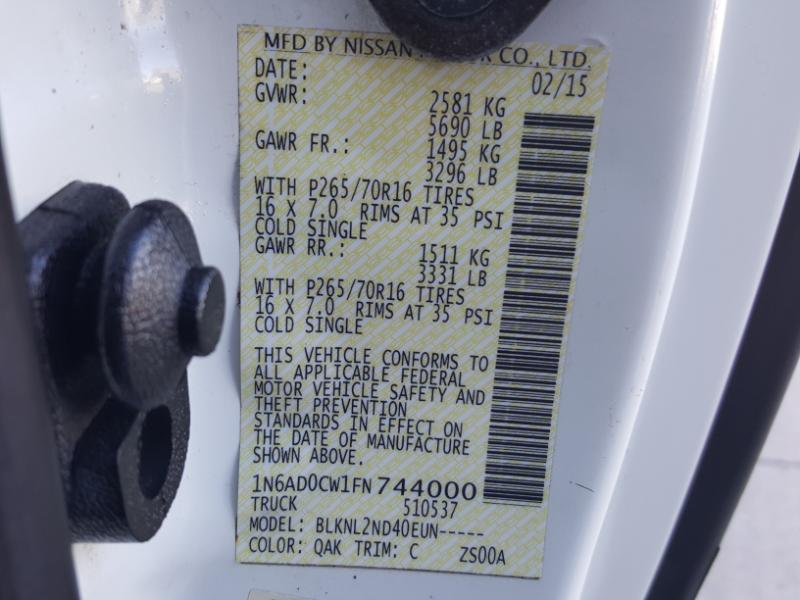 MFD BY NISSAN CO., LTD.
DATE: 02/15
GVWR: 2581 KG
5690 LB
GAWR FR.: 1495 KG
3296 LB
WITH P265/70R16 TIRES
16 X 7.0 RIMS AT 35 PSI
COLD SINGLE
GAWR RR.: 1511 KG
3331 LB
WITH P265/70R16 TIRES
16 X 7.0 RIMS AT 35 PSI
COLD SINGLE
THIS VEHICLE CONFORMS TO
ALL APPLICABLE FEDERAL
MOTOR VEHICLE SAFETY AND
THEFT PREVENTION
STANDARDS IN EFFECT ON
THE DATE OF MANUFACTURE
SHOWN ABOVE.
1N6AD0CW1FN744000
TRUCK 510537
MODEL: BLKNL2ND40EUN-----
COLOR: QAK TRIM: C ZS00A